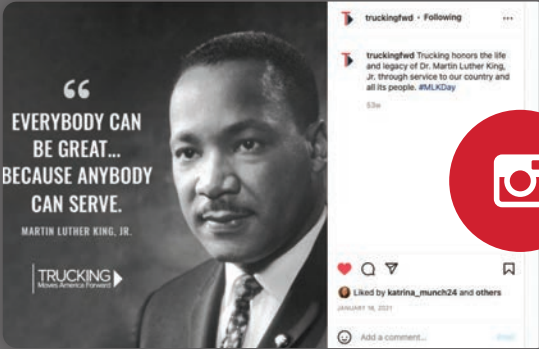 “
EVERYBODY CAN
BE GREAT...
BECAUSE ANYBODY
CAN SERVE.
MARTIN LUTHER KING, JR.
TRUCKING
Moves America Forward
truckingfwd • Following
truckingfwd Trucking honors the life
and legacy of Dr. Martin Luther King,
Jr. through service to our country and
all its people. #MLKDay
53w
Liked by katrina_munch24 and others
JANUARY 18, 2021
Add a comment...
Post